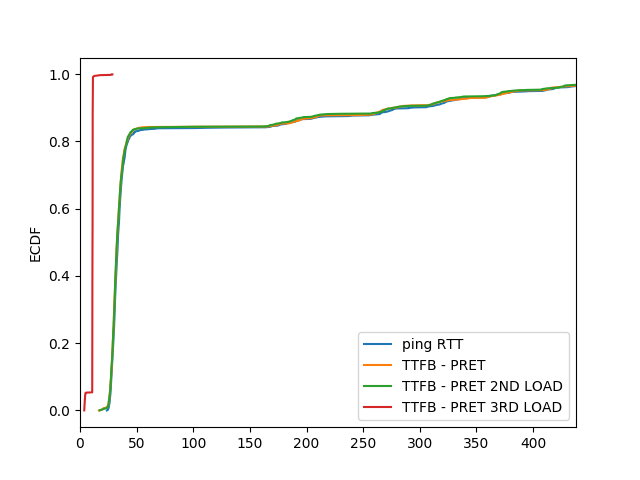 1.0
0.8
0.6
0.4
0.2
0.0
ECDF
ping RTT
TTFB - PRET
TTFB - PRET 2ND LOAD
TTFB - PRET 3RD LOAD
0 50 100 150 200 250 300 350 400